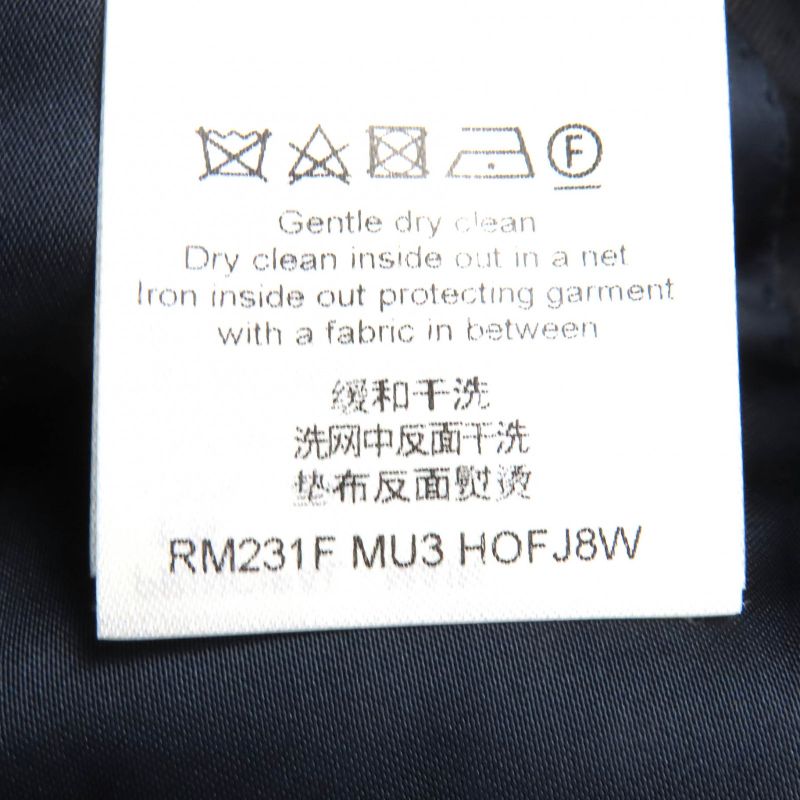 F
Gentle dry clean
Dry clean inside out in a net
Iron inside out protecting garment
with a fabric in between
缓和干洗
洗网中反面干洗
垫布反面熨烫
RM231F MU3 HOFJ8W